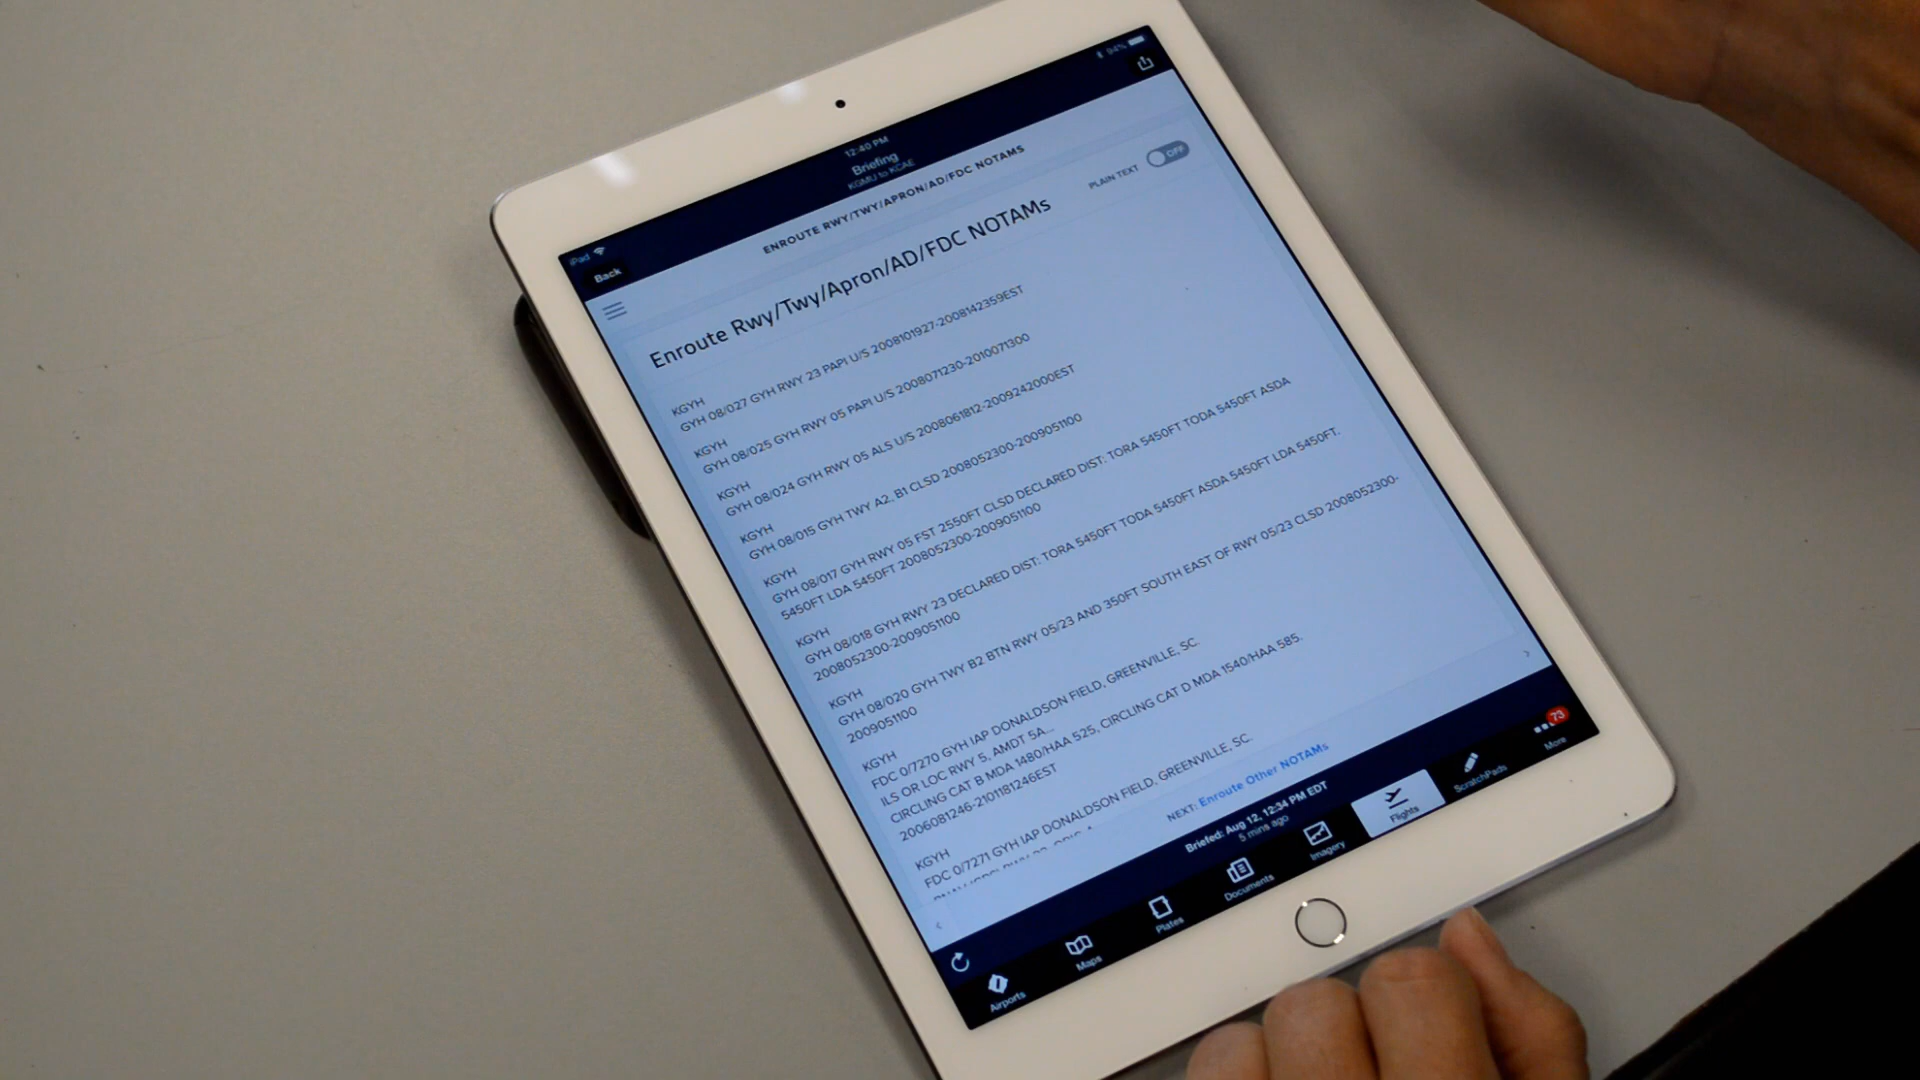 iPad
12:40 PM
94%
Back
Briefing
KGMU to KCAE
ENROUTE RWY/TWY/APRON/AD/FDC NOTAMS
PLAIN TEXT OFF
Enroute Rwy/Twy/Apron/AD/FDC NOTAMs
KGYH
GYH 08/027 GYH RWY 23 PAPI U/S 2008101927-2008142359EST
KGYH
GYH 08/025 GYH RWY 05 PAPI U/S 2008071230-2010071300
KGYH
GYH 08/024 GYH RWY 05 ALS U/S 2008061812-2009242000EST
KGYH
GYH 08/015 GYH TWY A2, B1 CLSD 2008052300-2009051100
KGYH
GYH 08/017 GYH RWY 05 FST 2550FT CLSD DECLARED DIST: TORA 5450FT TODA 5450FT ASDA
5450FT LDA 5450FT 2008052300-2009051100
KGYH
GYH 08/018 GYH RWY 23 DECLARED DIST: TORA 5450FT TODA 5450FT ASDA 5450FT LDA 5450FT.
2008052300-2009051100
KGYH
GYH 08/020 GYH TWY B2 BTN RWY 05/23 AND 350FT SOUTH EAST OF RWY 05/23 CLSD 2008052300-
2009051100
KGYH
FDC 0/7270 GYH IAP DONALDSON FIELD, GREENVILLE, SC.
ILS OR LOC RWY 5, AMDT 5A...
CIRCLING CAT B MDA 1480/HAA 525, CIRCLING CAT D MDA 1540/HAA 585.
2006081246-2101181246EST
KGYH
FDC 0/7271 GYH IAP DONALDSON FIELD, GREENVILLE, SC.
NEXT: Enroute Other NOTAMs
Briefed: Aug 12, 12:34 PM EDT
5 mins ago
Airports
Maps
Plates
Documents
Imagery
Flights
ScratchPads
73
More